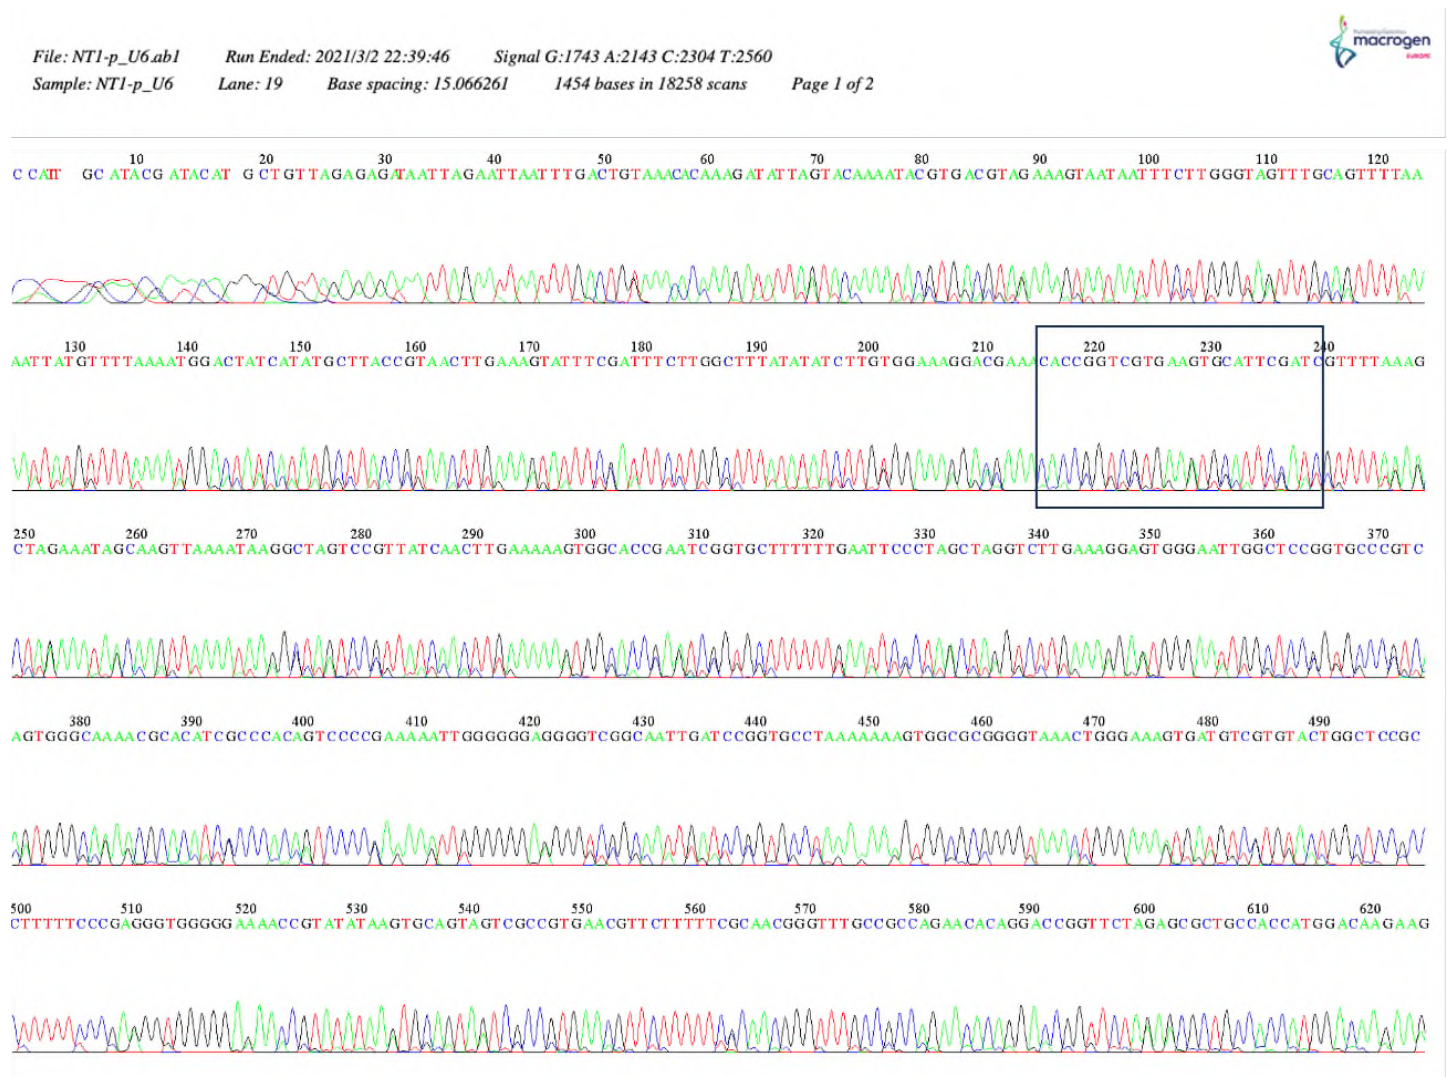 File: NT1-p_U6.ab1 Run Ended: 2021/3/2 22:39:46 Signal G:1743 A:2143 C:2304 T:2560
Sample: NT1-p_U6 Lane: 19 Base spacing: 15.066261 1454 bases in 18258 scans Page 1 of 2
macrogen
EUROPE
10 20 30 40 50 60 70 80 90 100 110 120
C CATT GC ATACG ATACAT GCTGTTAGAGAGATAATTAGAATTAATTTGACTGTAAACACAAAGATATTAGTACAAAATACGTGACGTAGAAAGTAATAATTTCTTGGGTAGTTTGCAGTTTTAA
130 140 150 160 170 180 190 200 210 220 230 240
AATTATGTTTTAAAATGGACTATCATATGCTTACCGTAACTTGAAAGTATTTCGATTTCTTGGCTTTATATATCTTGTGGAAAGGACGAAACACCGGTCGTGAAGTGCATTCGATCGTTTTAAAG
250 260 270 280 290 300 310 320 330 340 350 360 370
CTAGAAATAGCAAGTTAAAATAAGGCTAGTCCGTTATCAACTTGAAAAAGTGGCACCGAATCGGTGCTTTTTTGAATTCCCTAGCTAGGTCTTGAAAGGAGTGGGAATTGGCTCCGGTGCCCGTC
380 390 400 410 420 430 440 450 460 470 480 490
AGTGGGCAAAACGCACATCGCCCACAGTCCCCGAAAAATTGGGGGGAGGGGTCGGCAATTGATCCGGTGCCTAAAAAAAGTGGCGCGGGGTAAACTGGGAAAGTGATGTCGTGTACTGGCTCCGC
500 510 520 530 540 550 560 570 580 590 600 610 620
CTTTTTCCCGAGGGTGGGGGAAAACCGTATATAAGTGCAGTAGTCGCCGTGAACGTTCTTTTTCGCAACGGGTTTGCCGCCAGAACACAGGACCGGTTCTAGAGCGCTGCCACCATGGACAAGAAG